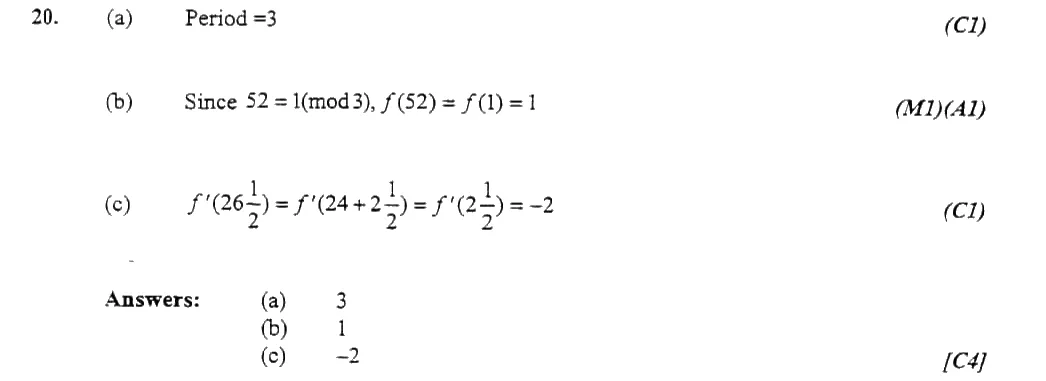 20. (a) Period =3 (C1)
(b) Since 52 = 1(mod 3), f(52) = f(1) = 1 (M1)(A1)
(c) f'(26 1/2) = f'(24 + 2 1/2) = f'(2 1/2) = -2 (C1)
Answers: (a) 3
(b) 1
(c) -2 [C4]